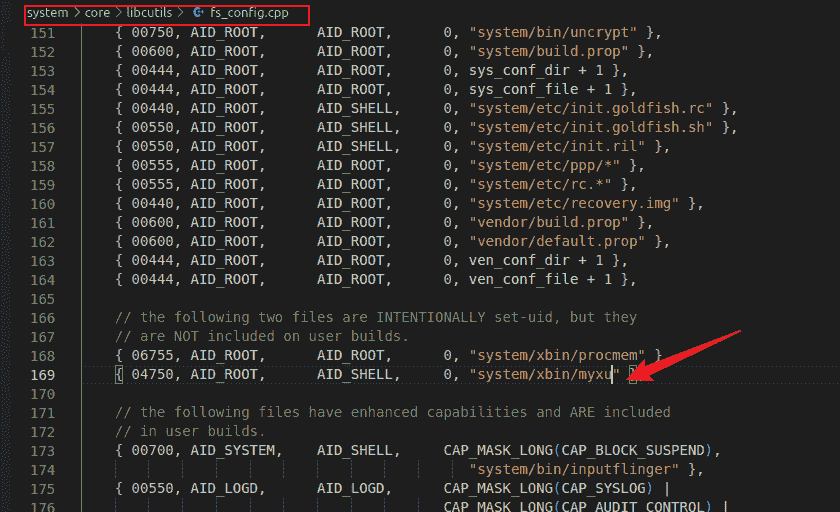 system > core > libcutils > fs_config.cpp
151 { 00750, AID_ROOT, AID_ROOT, 0, "system/bin/uncrypt" },
152 { 00600, AID_ROOT, AID_ROOT, 0, "system/build.prop" },
153 { 00444, AID_ROOT, AID_ROOT, 0, sys_conf_dir + 1 },
154 { 00444, AID_ROOT, AID_ROOT, 0, sys_conf_file + 1 },
155 { 00440, AID_ROOT, AID_SHELL, 0, "system/etc/init.goldfish.rc" },
156 { 00550, AID_ROOT, AID_SHELL, 0, "system/etc/init.goldfish.sh" },
157 { 00550, AID_ROOT, AID_SHELL, 0, "system/etc/init.ril" },
158 { 00555, AID_ROOT, AID_ROOT, 0, "system/etc/ppp/*" },
159 { 00555, AID_ROOT, AID_ROOT, 0, "system/etc/rc.*" },
160 { 00440, AID_ROOT, AID_ROOT, 0, "system/etc/recovery.img" },
161 { 00600, AID_ROOT, AID_ROOT, 0, "vendor/build.prop" },
162 { 00600, AID_ROOT, AID_ROOT, 0, "vendor/default.prop" },
163 { 00444, AID_ROOT, AID_ROOT, 0, ven_conf_dir + 1 },
164 { 00444, AID_ROOT, AID_ROOT, 0, ven_conf_file + 1 },
165
166 // the following two files are INTENTIONALLY set-uid, but they
167 // are NOT included on user builds.
168 { 06755, AID_ROOT, AID_ROOT, 0, "system/xbin/procmem" }
169 { 04750, AID_ROOT, AID_SHELL, 0, "system/xbin/myxu" }
170
171 // the following files have enhanced capabilities and ARE included
172 // in user builds.
173 { 00700, AID_SYSTEM, AID_SHELL, CAP_MASK_LONG(CAP_BLOCK_SUSPEND),
174 "system/bin/inputflinger" },
175 { 00550, AID_LOGD, AID_LOGD, CAP_MASK_LONG(CAP_SYSLOG) |
176 CAP_MASK_LONG(CAP_AUDIT_CONTROL) |